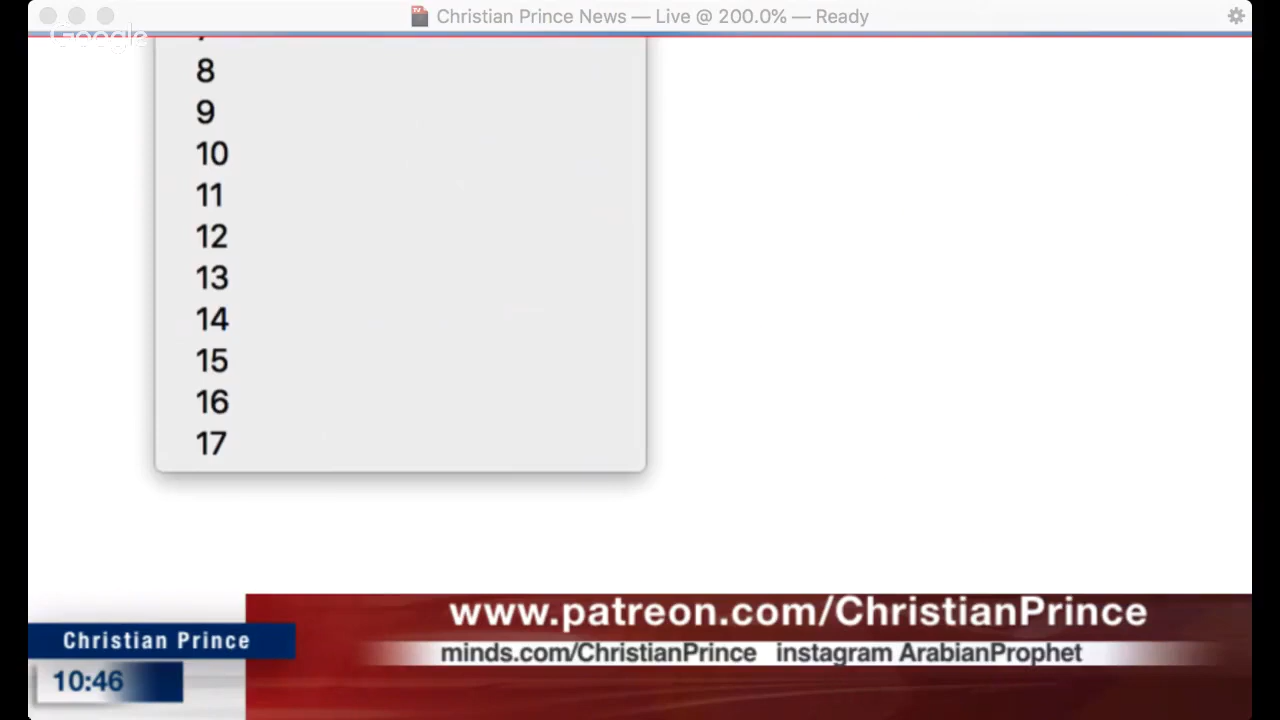 Christian Prince News — Live @ 200.0% — Ready
Google
8
9
10
11
12
13
14
15
16
17
www.patreon.com/ChristianPrince
Christian Prince
minds.com/ChristianPrince instagram ArabianProphet
10:46